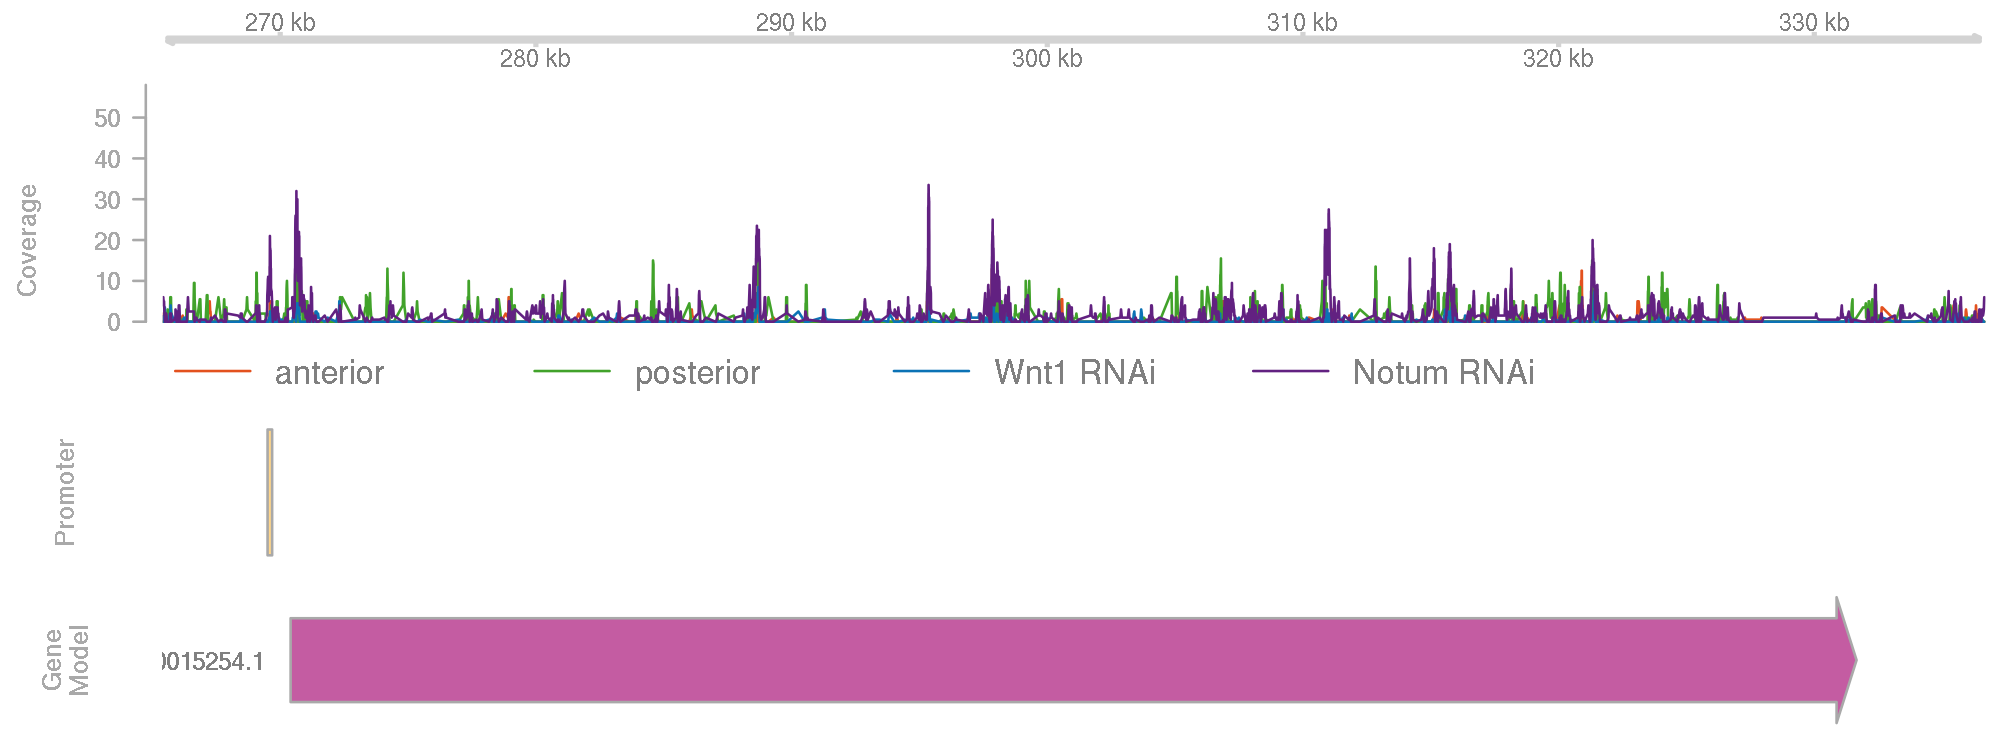 270 kb 290 kb 310 kb 330 kb
280 kb 300 kb 320 kb
Coverage
50
40
30
20
10
0
anterior posterior Wnt1 RNAi Notum RNAi
Promoter
Gene
Model
0015254.1